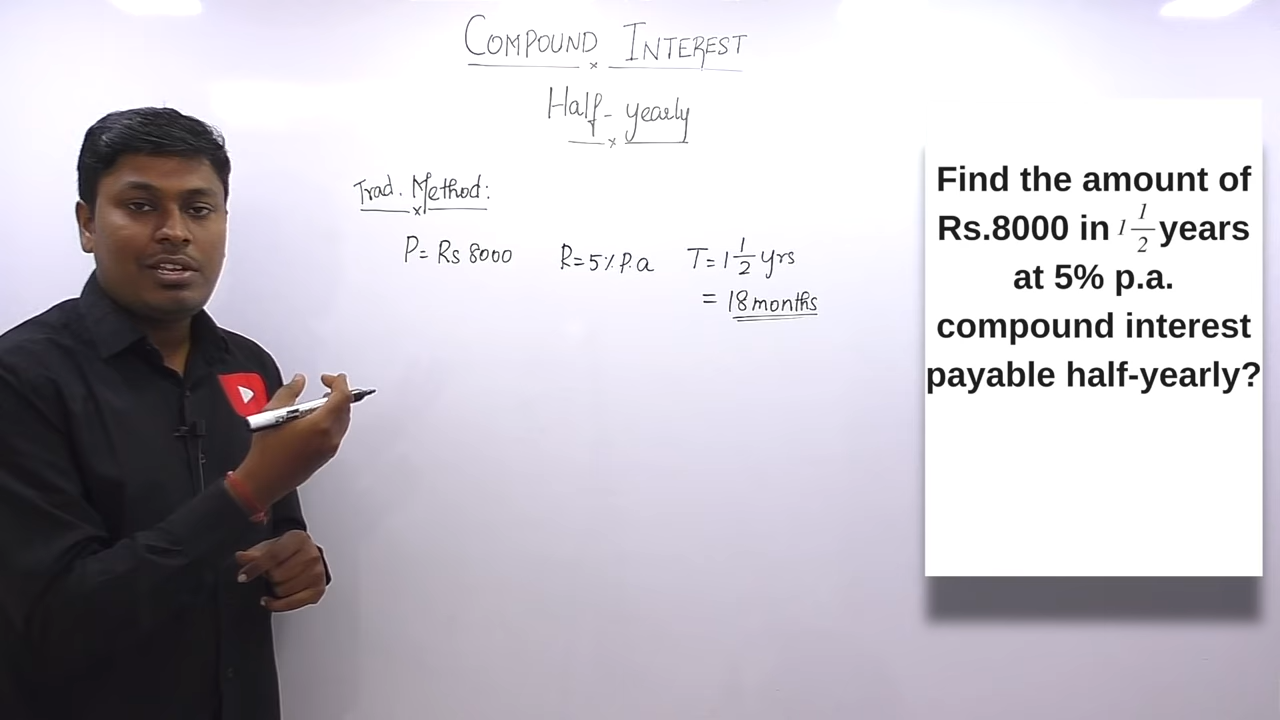 COMPOUND INTEREST
Half-yearly
Trad. Method:
P=Rs 8000 R=5% P.a T=1 1/2 yrs
= 18 months
Find the amount of
Rs.8000 in 1 1/2 years
at 5% p.a.
compound interest
payable half-yearly?